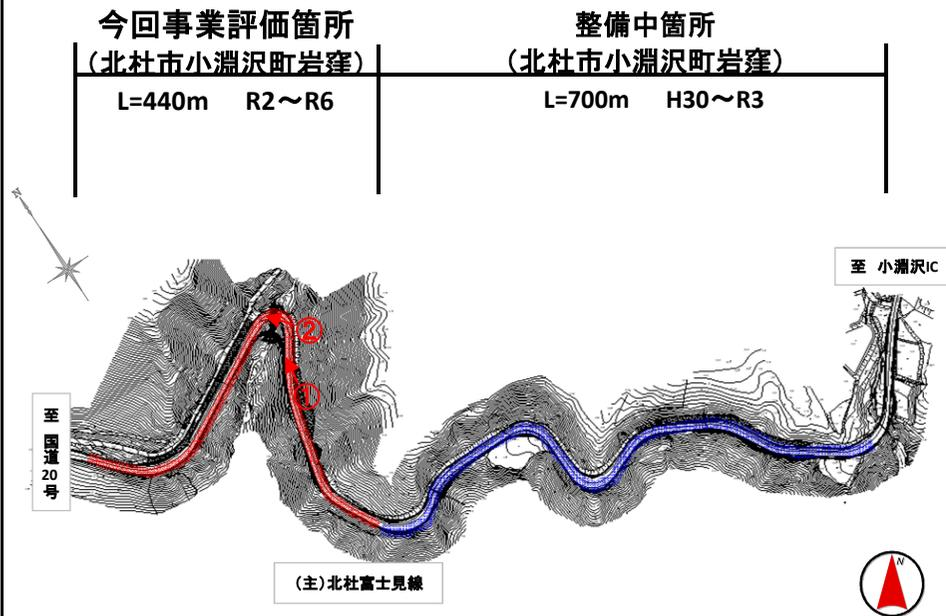 今回事業評価箇所
(北杜市小淵沢町岩窪)
L=440m R2～R6
整備中箇所
(北杜市小淵沢町岩窪)
L=700m H30～R3
N
至 小淵沢IC
②
①
至 国道20号
(主)北杜富士見線
N